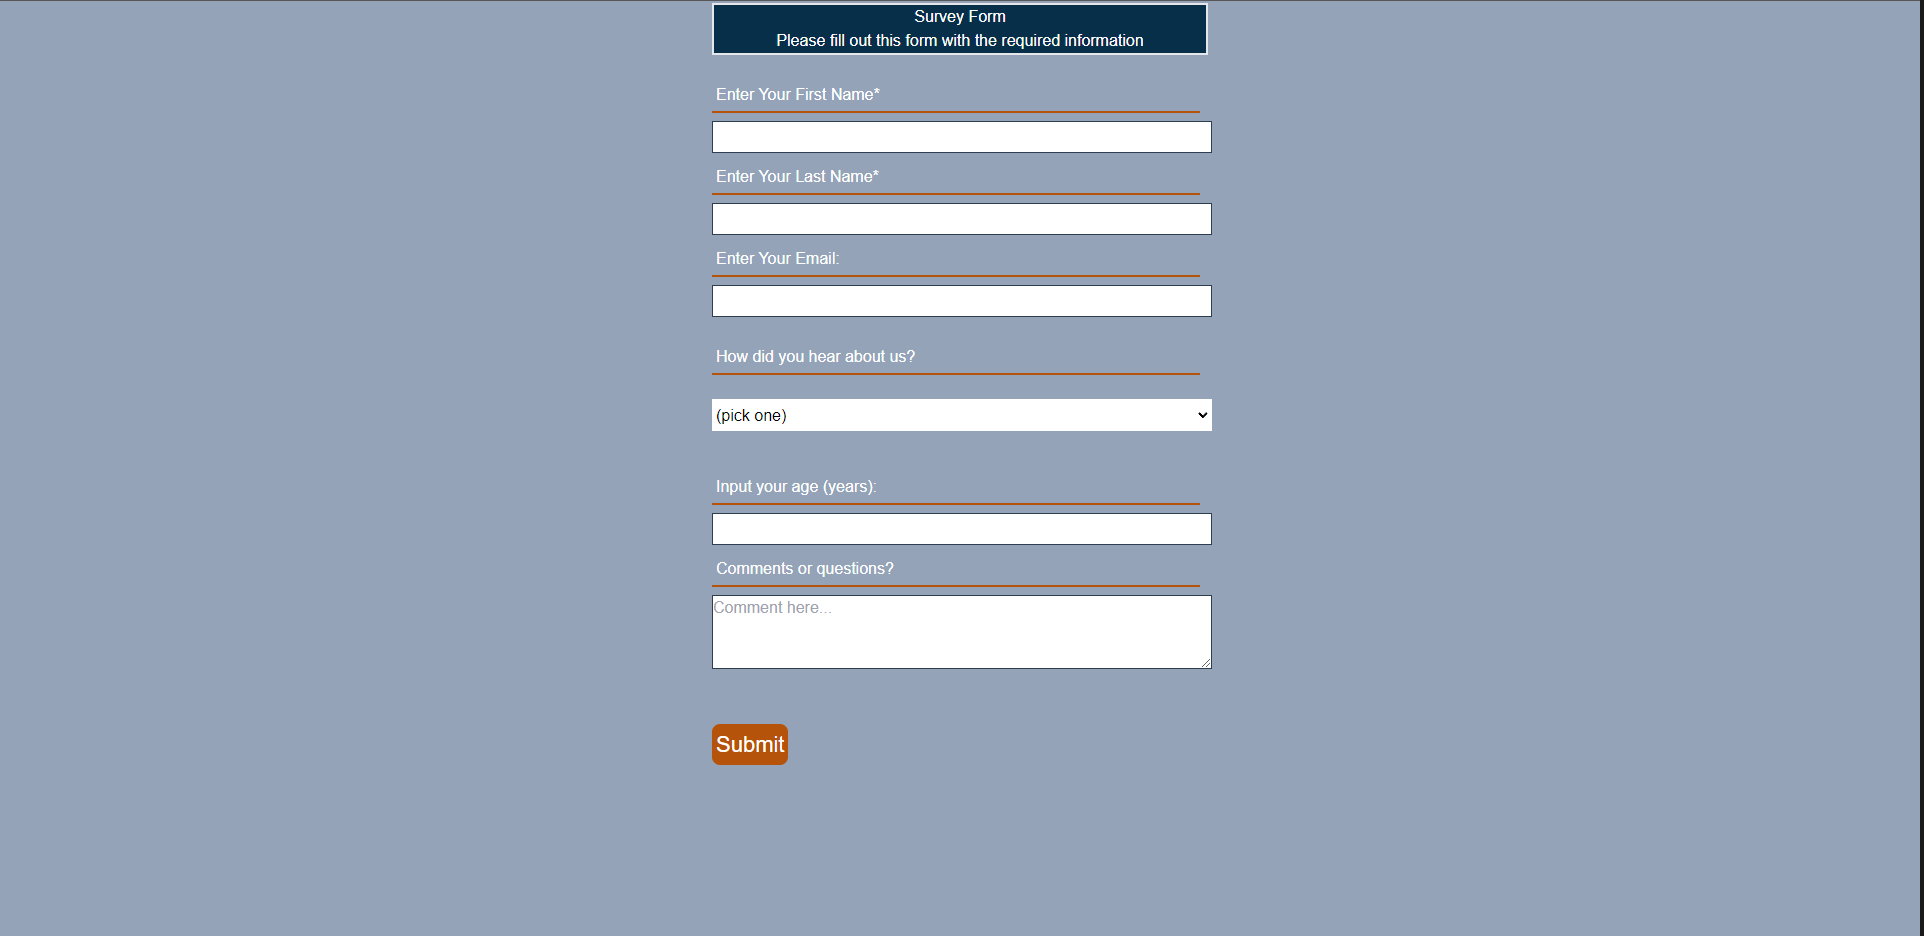 Survey Form
Please fill out this form with the required information
Enter Your First Name*
Enter Your Last Name*
Enter Your Email:
How did you hear about us?
(pick one)
Input your age (years):
Comments or questions?
Comment here...
Submit